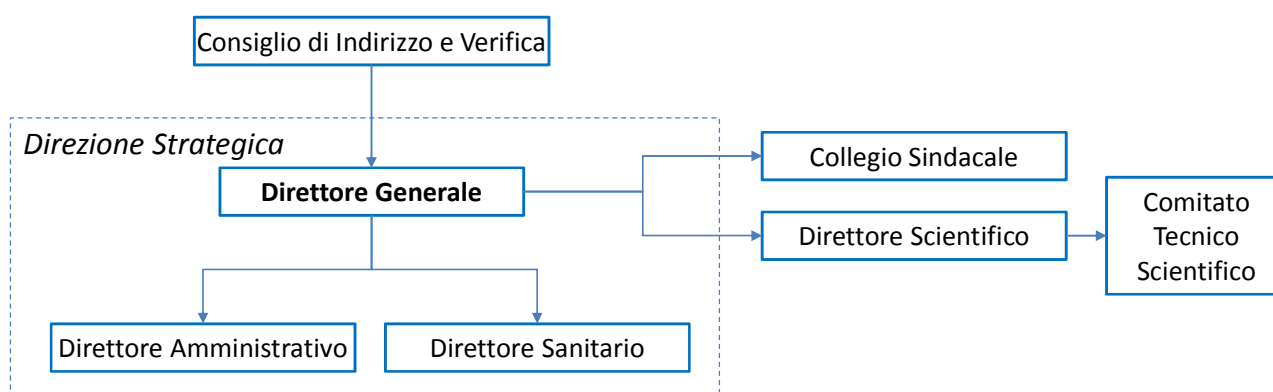 Consiglio di Indirizzo e Verifica
Direzione Strategica
Direttore Generale
Collegio Sindacale
Direttore Scientifico
Comitato
Tecnico
Scientifico
Direttore Amministrativo
Direttore Sanitario